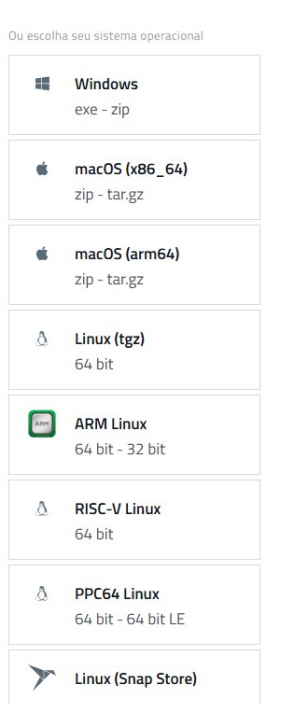 Ou escolha seu sistema operacional
Windows
exe - zip
macOS (x86_64)
zip - tar.gz
macOS (arm64)
zip - tar.gz
Linux (tgz)
64 bit
ARM
ARM Linux
64 bit - 32 bit
RISC-V Linux
64 bit
PPC64 Linux
64 bit - 64 bit LE
Linux (Snap Store)